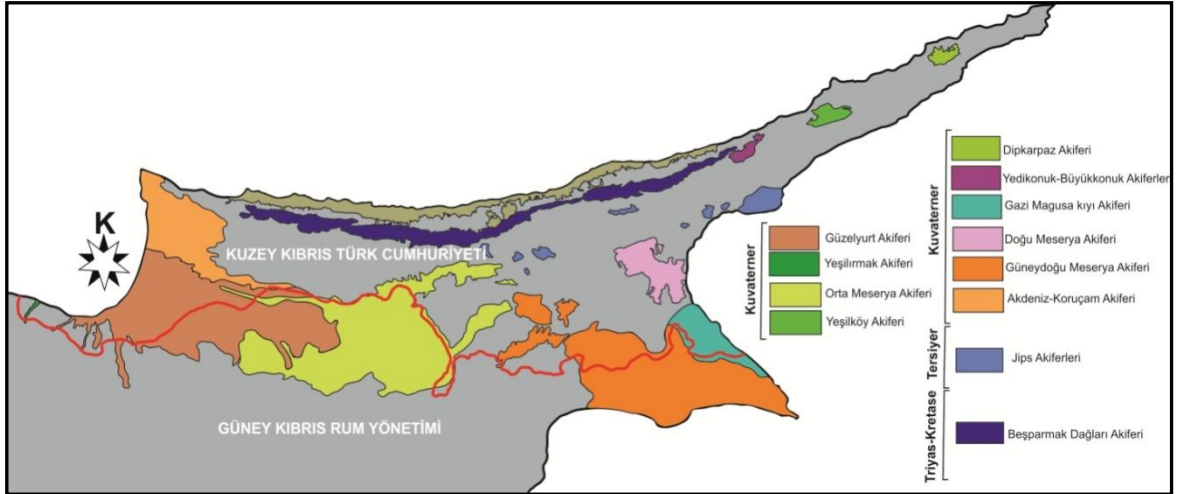 K
KUZEY KIBRIS TÜRK CUMHURİYETİ
GÜNEY KIBRIS RUM YÖNETİMİ
Kuvaterner
Güzelyurt Akiferi
Yeşilırmak Akiferi
Orta Meserya Akiferi
Yeşilköy Akiferi
Kuvaterner
Dipkarpaz Akiferi
Yedikonuk-Büyükkonuk Akiferler
Gazi Magusa kıyı Akiferi
Doğu Meserya Akiferi
Güneydoğu Meserya Akiferi
Akdeniz-Koruçam Akiferi
Tersiyer
Jips Akiferleri
Triyas-Kretase
Beşparmak Dağları Akiferi